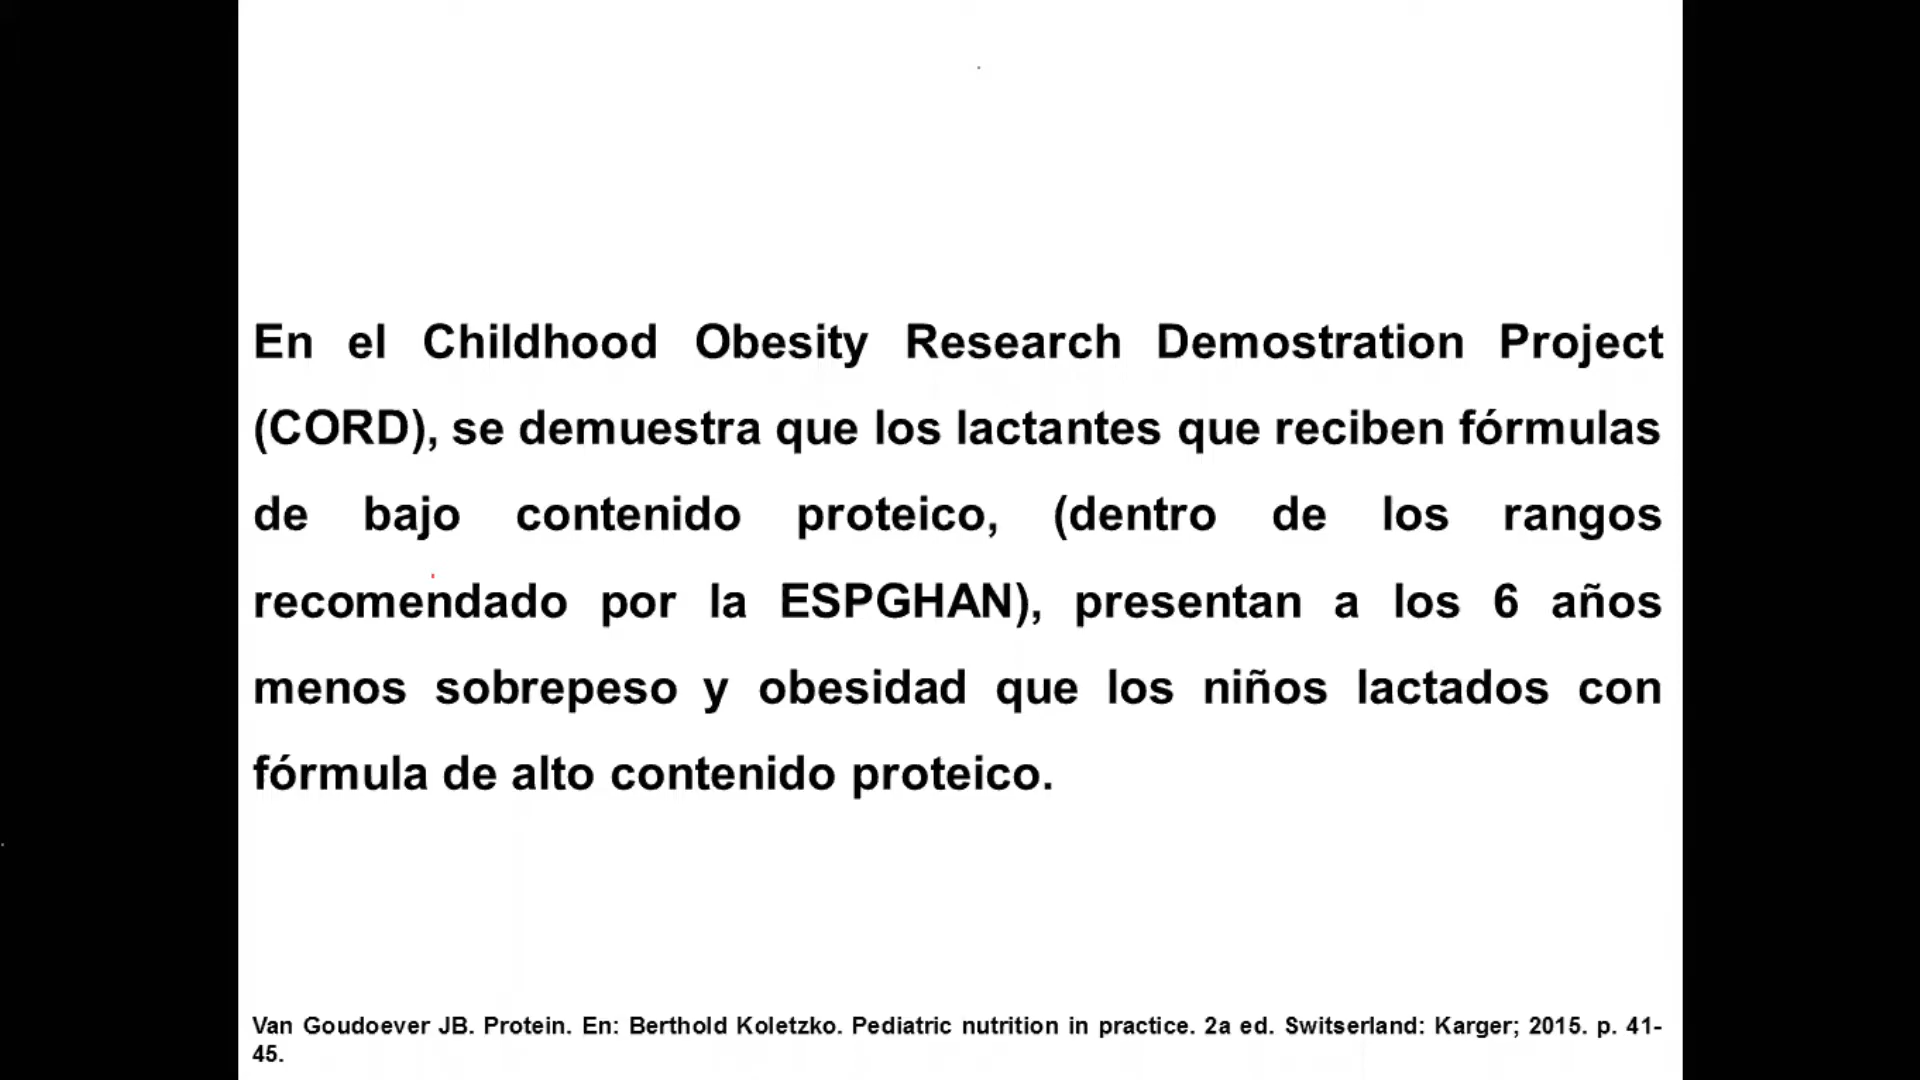 En el Childhood Obesity Research Demostration Project
(CORD), se demuestra que los lactantes que reciben fórmulas
de bajo contenido proteico, (dentro de los rangos
recomendado por la ESPGHAN), presentan a los 6 años
menos sobrepeso y obesidad que los niños lactados con
fórmula de alto contenido proteico.
Van Goudoever JB. Protein. En: Berthold Koletzko. Pediatric nutrition in practice. 2a ed. Switserland: Karger; 2015. p. 41-
45.